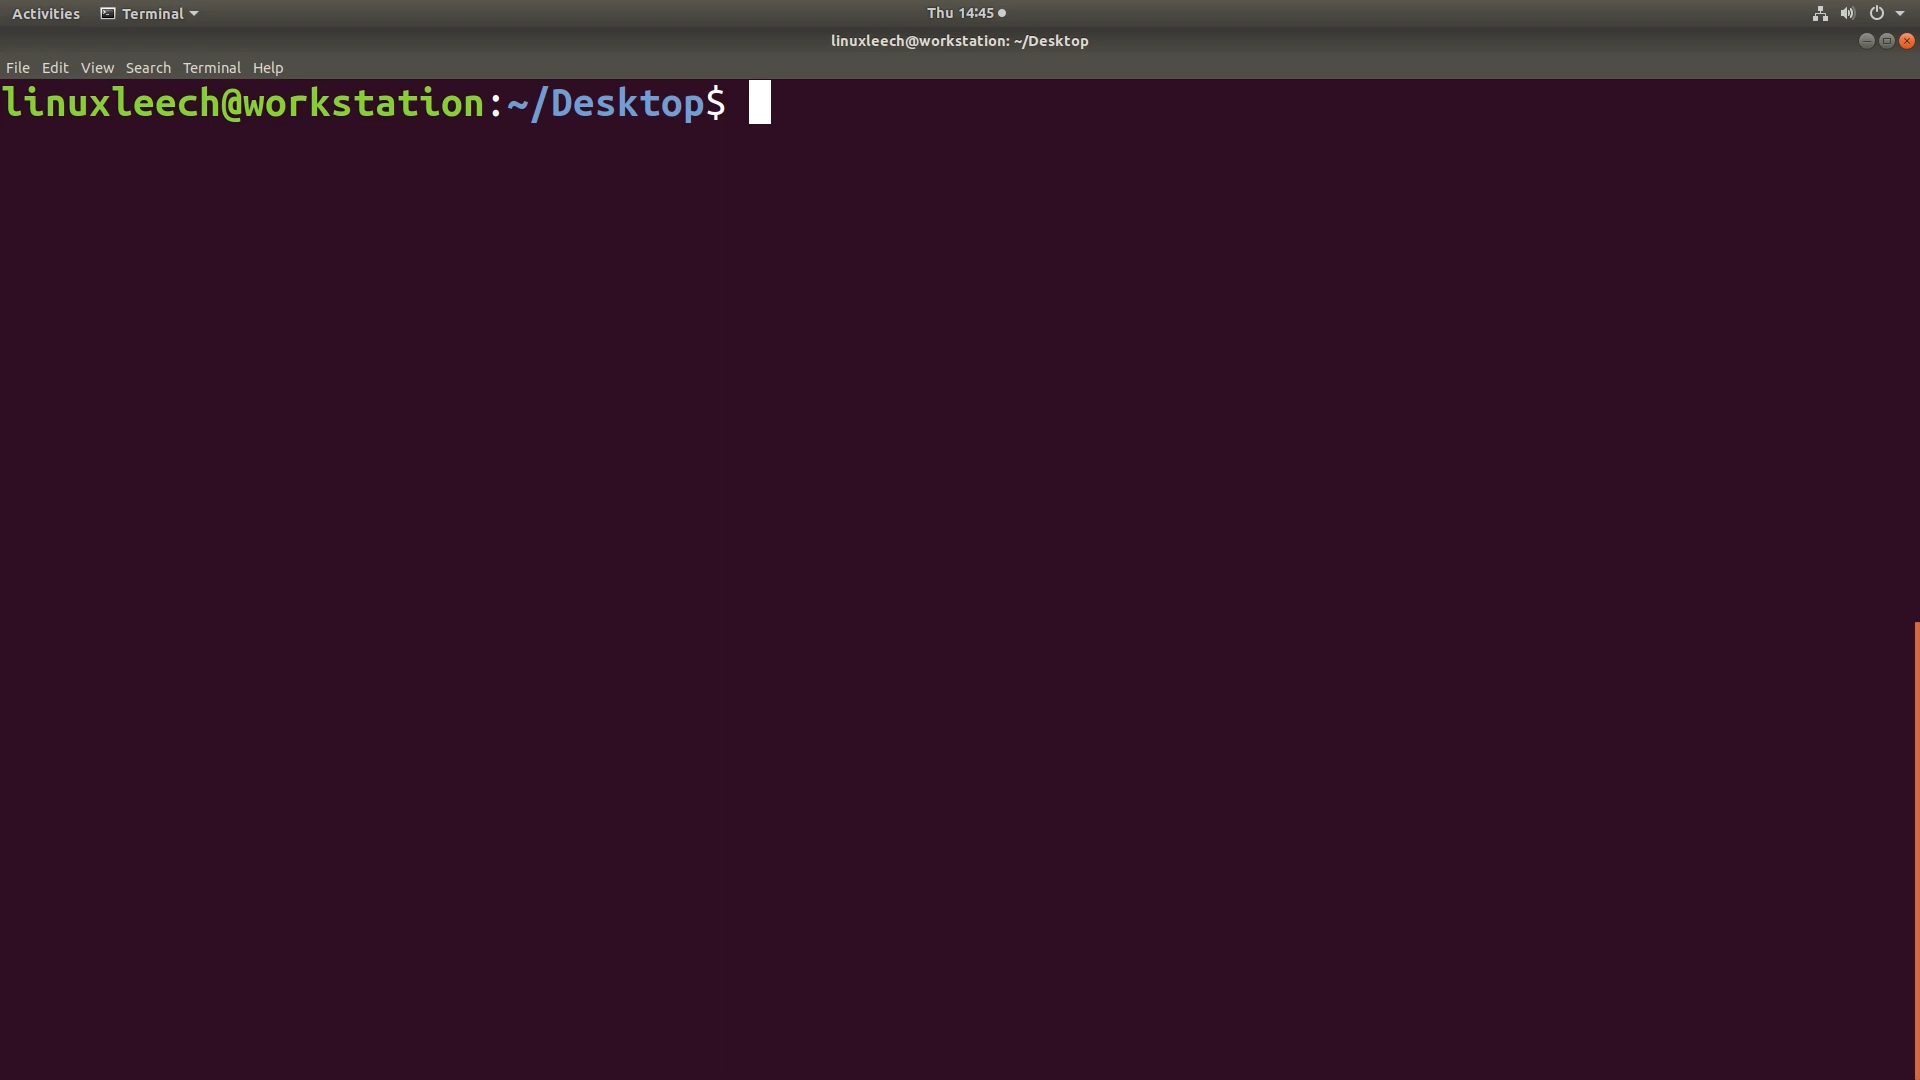 Activities Terminal Thu 14:45
linuxleech@workstation: ~/Desktop
File Edit View Search Terminal Help
linuxleech@workstation:~/Desktop$